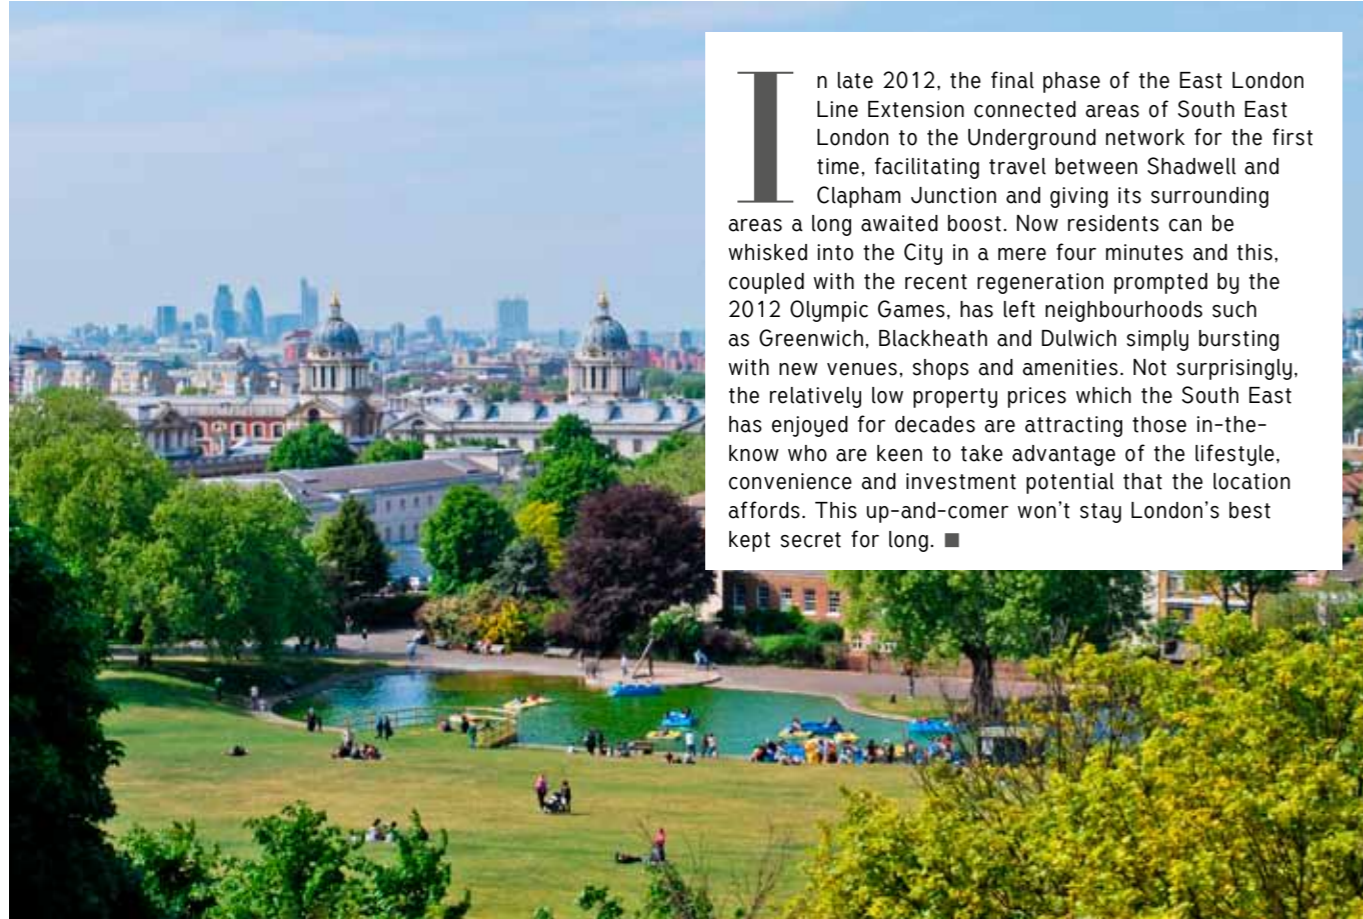 In late 2012, the final phase of the East London
Line Extension connected areas of South East
London to the Underground network for the first
time, facilitating travel between Shadwell and
Clapham Junction and giving its surrounding
areas a long awaited boost. Now residents can be
whisked into the City in a mere four minutes and this,
coupled with the recent regeneration prompted by the
2012 Olympic Games, has left neighbourhoods such
as Greenwich, Blackheath and Dulwich simply bursting
with new venues, shops and amenities. Not surprisingly,
the relatively low property prices which the South East
has enjoyed for decades are attracting those in-the-
know who are keen to take advantage of the lifestyle,
convenience and investment potential that the location
affords. This up-and-comer won't stay London's best
kept secret for long. ■